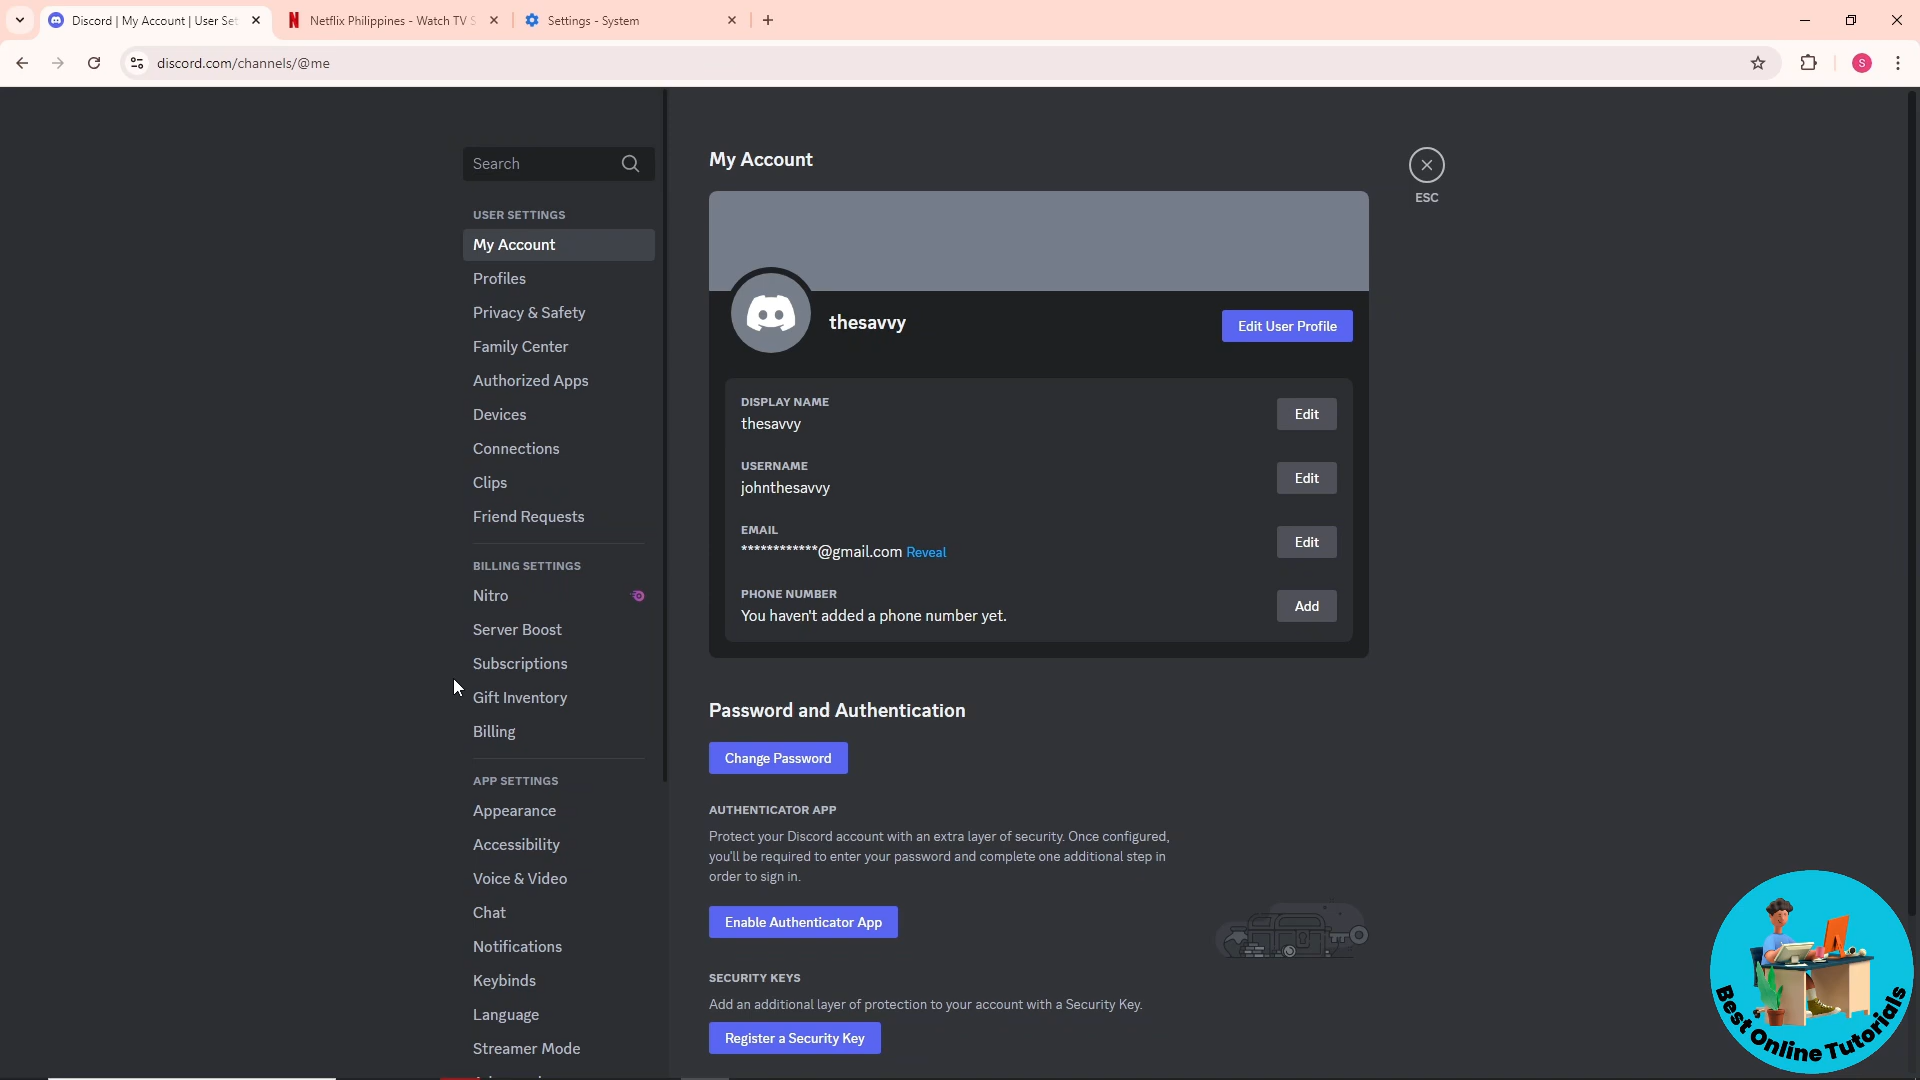 Discord | My Account | User Set
Netflix Philippines - Watch TV S
Settings - System
discord.com/channels/@me
S
Search
USER SETTINGS
My Account
Profiles
Privacy & Safety
Family Center
Authorized Apps
Devices
Connections
Clips
Friend Requests
BILLING SETTINGS
Nitro
Server Boost
Subscriptions
Gift Inventory
Billing
APP SETTINGS
Appearance
Accessibility
Voice & Video
Chat
Notifications
Keybinds
Language
Streamer Mode
My Account
ESC
thesavvy
Edit User Profile
DISPLAY NAME
thesavvy
Edit
USERNAME
johnthesavvy
Edit
EMAIL
************@gmail.com Reveal
Edit
PHONE NUMBER
You haven't added a phone number yet.
Add
Password and Authentication
Change Password
AUTHENTICATOR APP
Protect your Discord account with an extra layer of security. Once configured,
you'll be required to enter your password and complete one additional step in
order to sign in.
Enable Authenticator App
SECURITY KEYS
Add an additional layer of protection to your account with a Security Key.
Register a Security Key
Best Online Tutorials